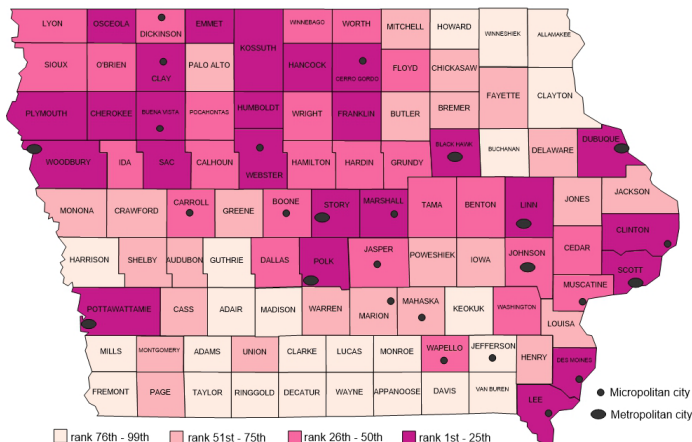 LYON OSCEOLA DICKINSON EMMET WINNEBAGO WORTH MITCHELL HOWARD WINNESHIEK ALLAMAKEE
KOSSUTH
SIOUX O'BRIEN CLAY PALO ALTO HANCOCK CERRO GORDO FLOYD CHICKASAW
FAYETTE CLAYTON
PLYMOUTH CHEROKEE BUENA VISTA POCAHONTAS HUMBOLDT WRIGHT FRANKLIN BUTLER BREMER
WOODBURY IDA SAC CALHOUN WEBSTER HAMILTON HARDIN GRUNDY BLACK HAWK BUCHANAN DELAWARE DUBUQUE
MONONA CRAWFORD CARROLL GREENE BOONE STORY MARSHALL TAMA BENTON LINN JONES JACKSON
CLINTON
HARRISON SHELBY AUDUBON GUTHRIE DALLAS POLK JASPER POWESHIEK IOWA JOHNSON CEDAR SCOTT
MUSCATINE
POTTAWATTAMIE CASS ADAIR MADISON WARREN MARION MAHASKA KEOKUK WASHINGTON LOUISA
MILLS MONTGOMERY ADAMS UNION CLARKE LUCAS MONROE WAPELLO JEFFERSON HENRY DES MOINES
FREMONT PAGE TAYLOR RINGGOLD DECATUR WAYNE APPANOOSE DAVIS VAN BUREN LEE
Micropolitan city
Metropolitan city
rank 76th - 99th rank 51st - 75th rank 26th - 50th rank 1st - 25th